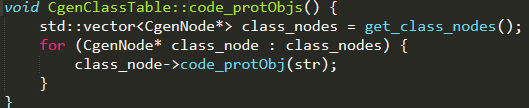 void CgenClassTable::code_protObjs() {
    std::vector<CgenNode*> class_nodes = get_class_nodes();
    for (CgenNode* class_node : class_nodes) {
        class_node->code_protObj(str);
    }
}